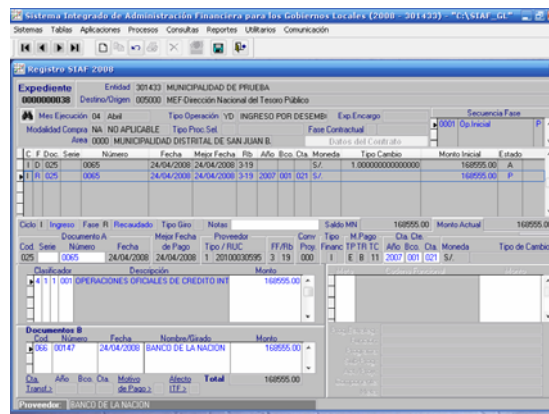 Sistema Integrado de Administración Financiera para los Gobiernos Locales (2008 - 301433) - "C:\SIAF_GL"
Sistemas Tablas Aplicaciones Procesos Consultas Reportes Utilitarios Comunicación
Registro SIAF 2008
Expediente Entidad 301433 MUNICIPALIDAD DE PRUEBA
0000000038 Destino/Origen 005000 MEF-Dirección Nacional del Tesoro Público
Mes Ejecución 04 Abril Tipo Operación YD INGRESO POR DESEMB Exp.Encargo Secuencia Fase
Modalidad Compra NA NO APLICABLE Tipo Proc.Sel. Fase Contractual 0001 Op.Inicial P
Area 0000 MUNICIPALIDAD DISTRITAL DE SAN JUAN B. Datos del Contrato
C F Doc. Serie Número Fecha Mejor Fecha Rb Año Bco. Cta. Moneda Tipo Cambio Monto Inicial Estado
I D 025 0065 24/04/2008 24/04/2008 3-19 S/. 1.00000000000000 168555.00 A
I R 025 0065 24/04/2008 24/04/2008 3-19 2007 001 021 S/. 168555.00 P
Ciclo I Ingreso Fase R Recaudado Tipo Giro Notas Saldo MN 168555.00 Monto Actual 168555.00
Documento A Mejor Fecha Proveedor Conv Tipo M.Pago Cta. Cte.
Cod. Serie Número Fecha de Pago Tipo / RUC FF/Rb Proy. Financ TP TR TC Año Bco. Cta. Moneda Tipo de Cambio
025 0065 24/04/2008 24/04/2008 1 20100030595 3 19 000 I E B 11 2007 001 021 S/.
Clasificador Descripción Monto
4 1 1 001 OPERACIONES OFICIALES DE CREDITO INT 168555.00
Documentos B
Cod. Número Fecha Nombre/Girado Monto
066 00147 24/04/2008 BANCO DE LA NACION 168555.00
Cta. Año Bco. Cta. Motivo Afecto Total 168555.00
Transf.> de Pago > ITF >
Proveedor: BANCO DE LA NACION